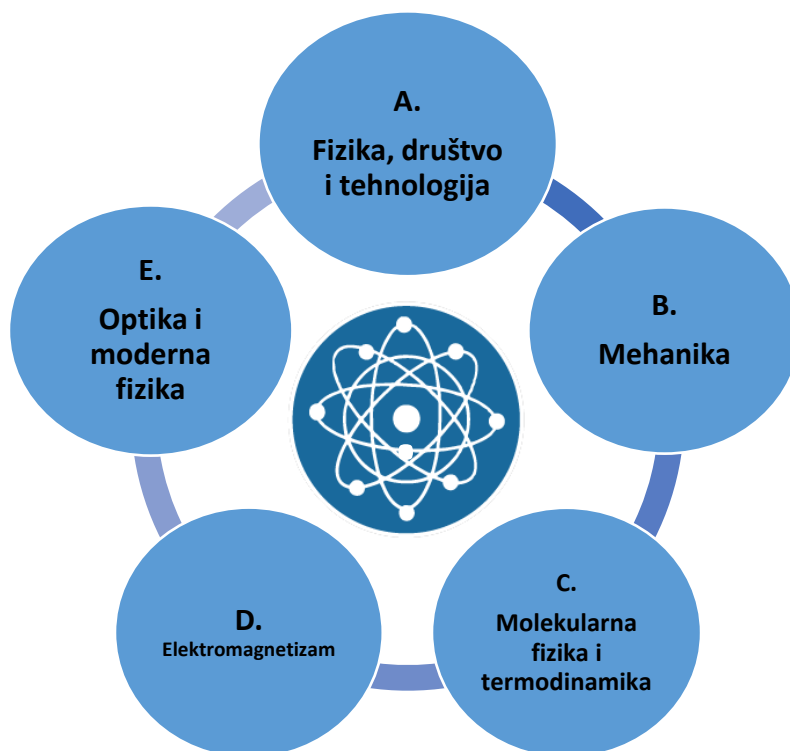 A.
Fizika, društvo
i tehnologija
B.
Mehanika
C.
Molekularna
fizika i
termodinamika
D.
Elektromagnetizam
E.
Optika i
moderna
fizika